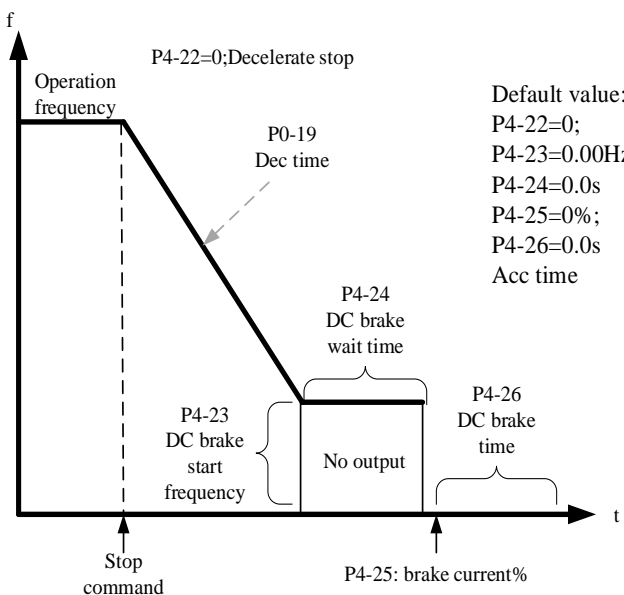 f
P4-22=0;Decelerate stop
Operation
frequency
P0-19
Dec time
Default value:
P4-22=0;
P4-23=0.00Hz
P4-24=0.0s
P4-25=0%;
P4-26=0.0s
Acc time
P4-24
DC brake
wait time
P4-23
DC brake
start
frequency
No output
P4-26
DC brake
time
t
Stop
command
P4-25: brake current%